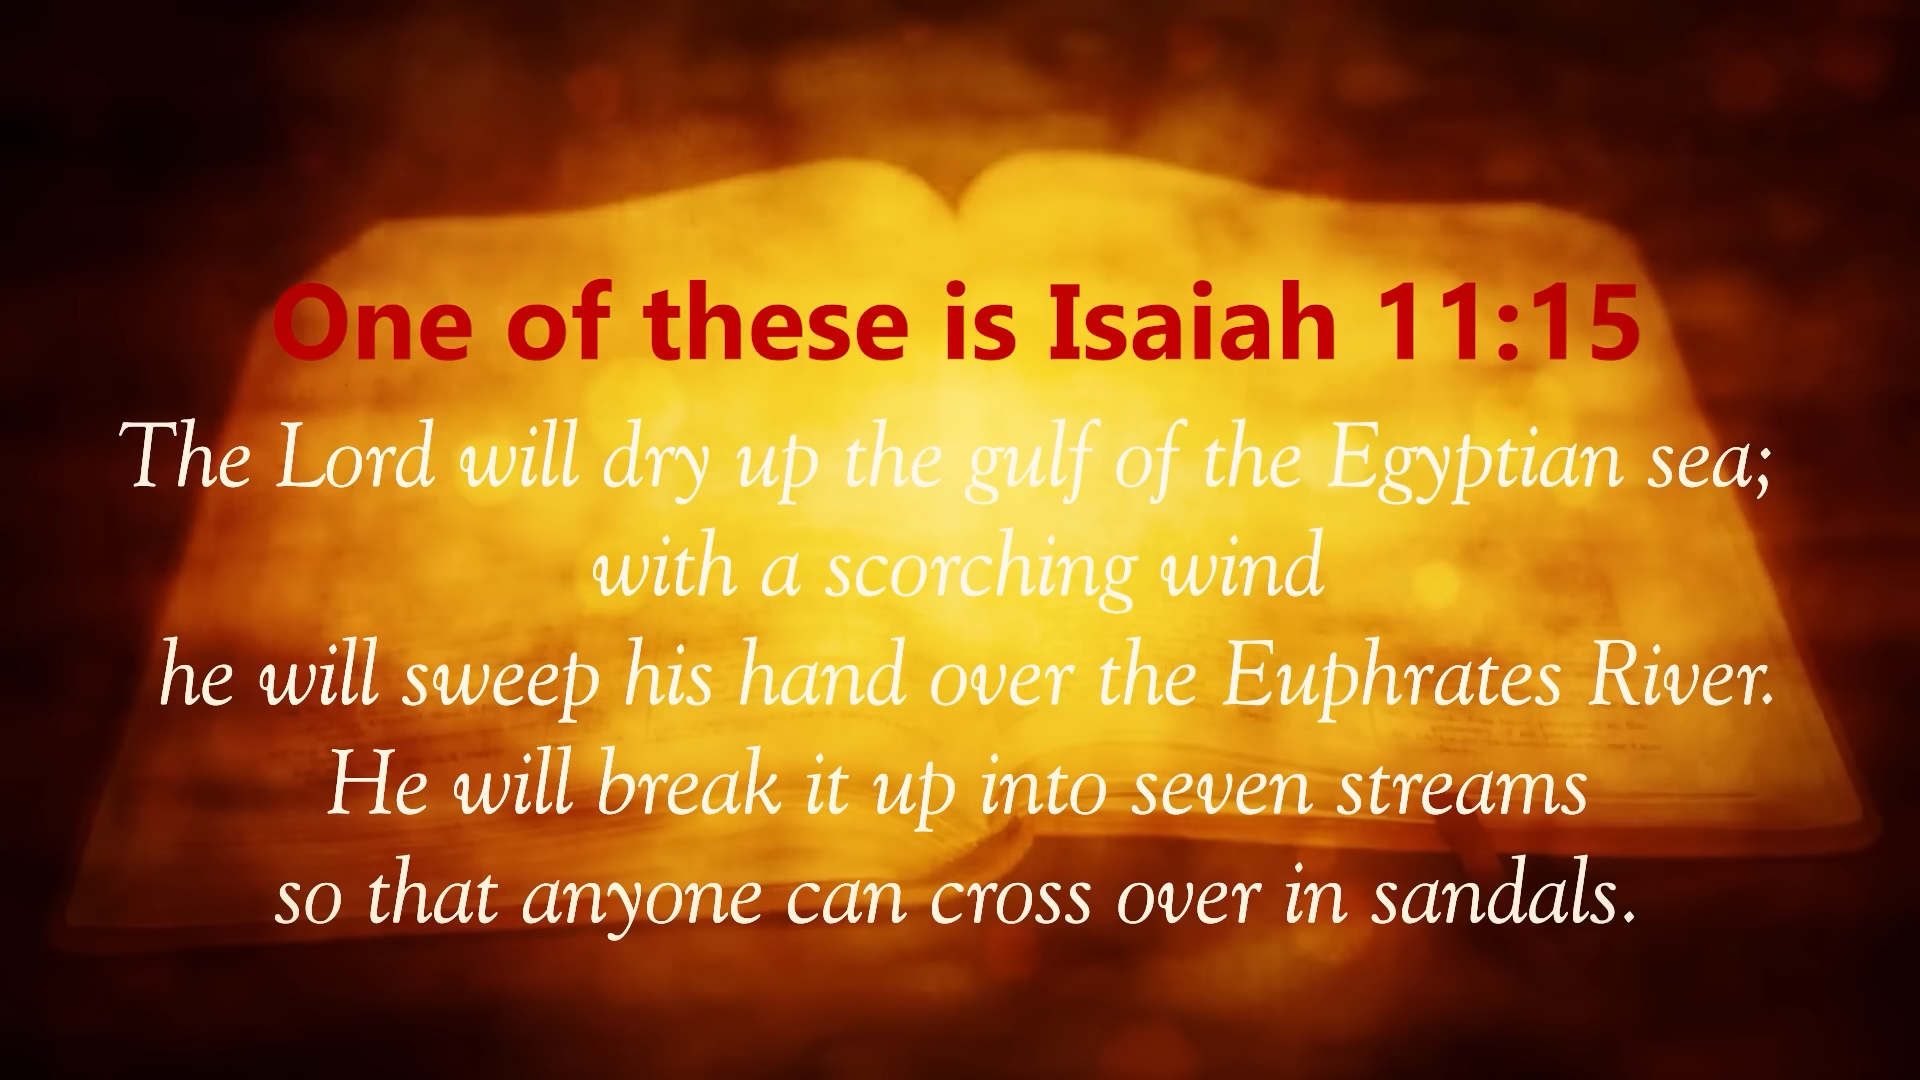 One of these is Isaiah 11:15
The Lord will dry up the gulf of the Egyptian sea;
with a scorching wind
he will sweep his hand over the Euphrates River.
He will break it up into seven streams
so that anyone can cross over in sandals.